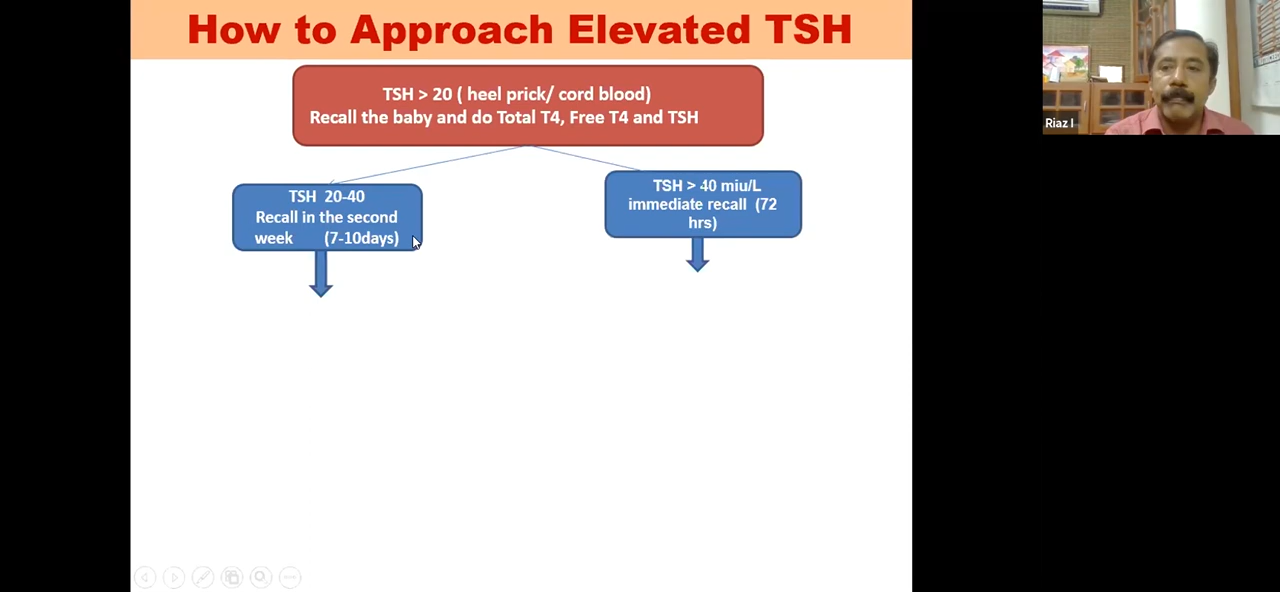 How to Approach Elevated TSH
TSH > 20 ( heel prick/ cord blood)
Recall the baby and do Total T4, Free T4 and TSH
TSH 20-40
Recall in the second
week (7-10days)
TSH > 40 miu/L
immediate recall (72
hrs)
Riaz I